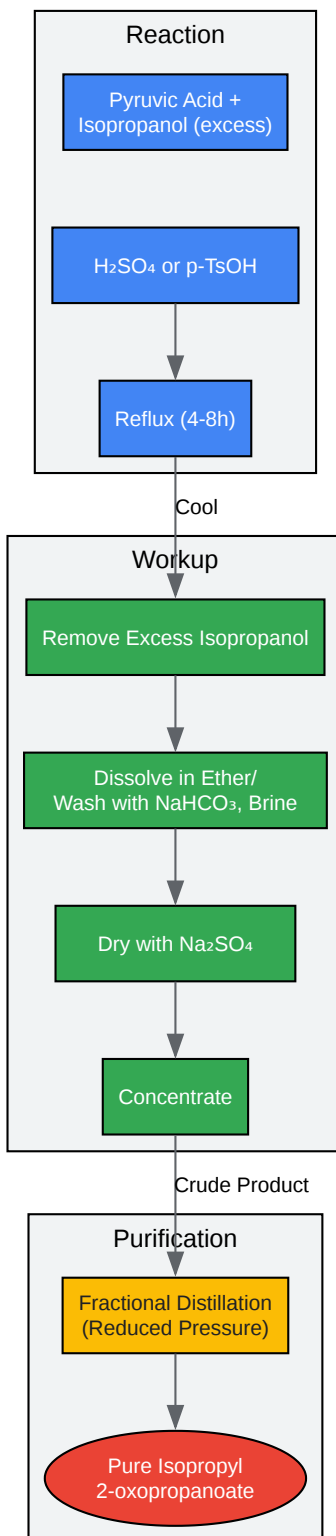 Reaction
Pyruvic Acid +
Isopropanol (excess)
H₂SO₄ or p-TsOH
Reflux (4-8h)
Cool
Workup
Remove Excess Isopropanol
Dissolve in Ether/
Wash with NaHCO₃, Brine
Dry with Na₂SO₄
Concentrate
Crude Product
Purification
Fractional Distillation
(Reduced Pressure)
Pure Isopropyl
2-oxopropanoate